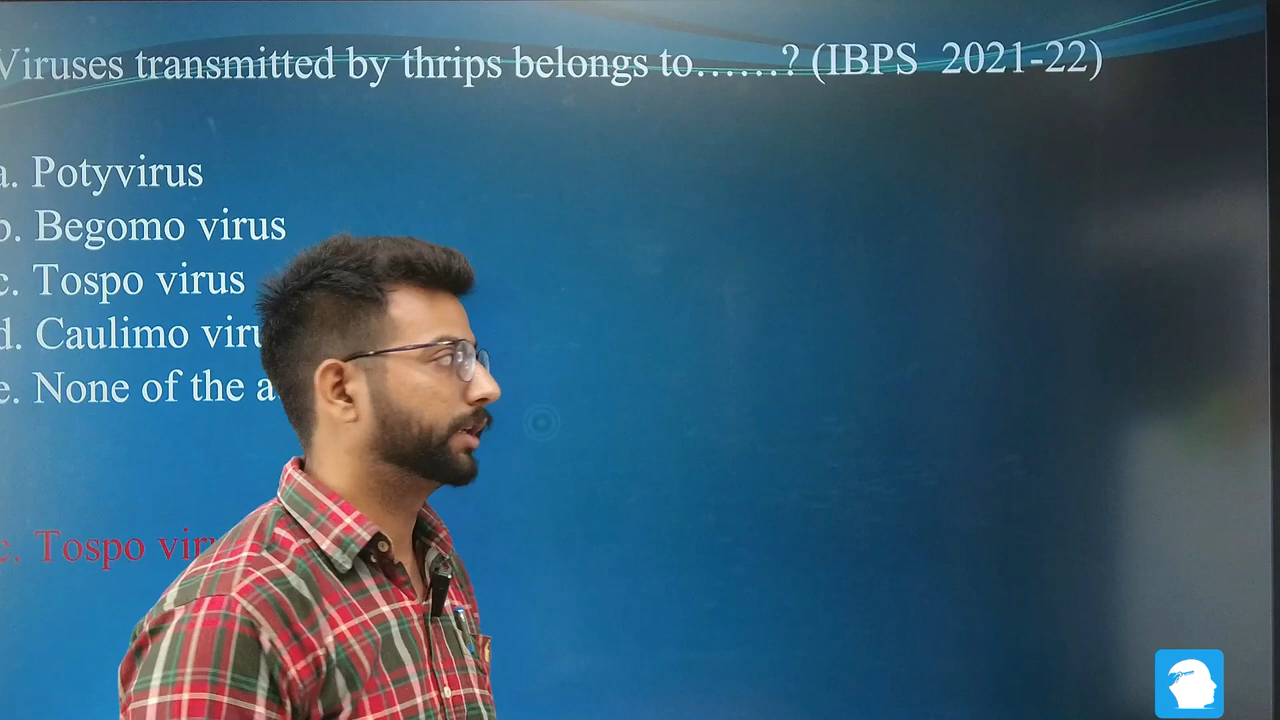 Viruses transmitted by thrips belongs to......? (IBPS 2021-22)
a. Potyvirus
b. Begomo virus
c. Tospo virus
d. Caulimo viru
e. None of the a
c. Tospo vir